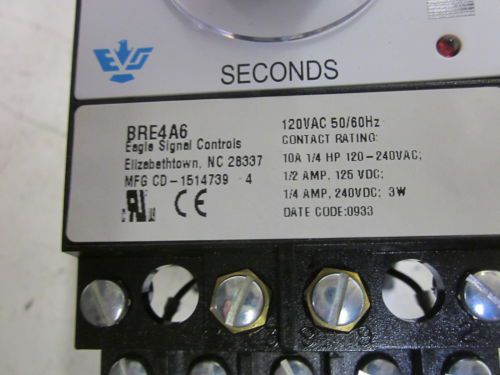 SECONDS
BRE4A6
Eagle Signal Controls
Elizabethtown, NC 28337
MFG CD-1514739 4
CE
120VAC 50/60Hz
CONTACT RATING:
10A 1/4 HP 120-240VAC;
1/2 AMP, 125 VDC;
1/4 AMP, 240VDC; 3W
DATE CODE:0933